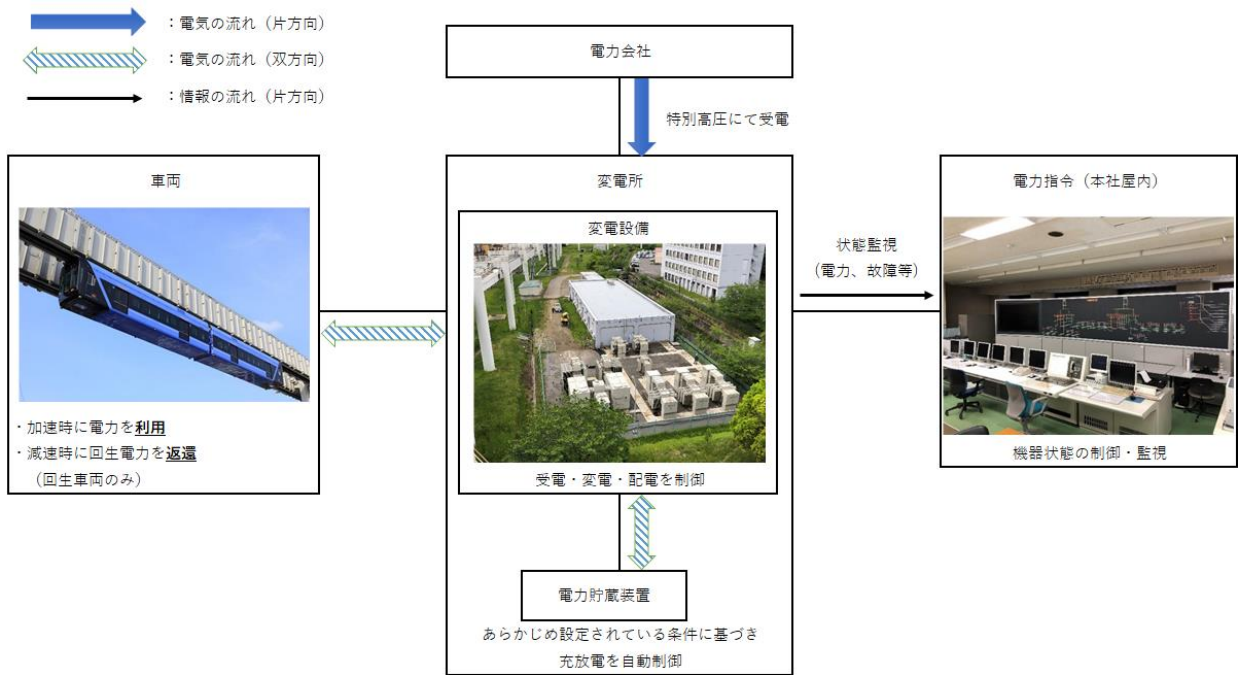 ：電気の流れ（片方向）
：電気の流れ（双方向）
：情報の流れ（片方向）
電力会社
特別高圧にて受電
車両
・加速時に電力を利用
・減速時に回生電力を返還
（回生車両のみ）
変電所
変電設備
受電・変電・配電を制御
電力貯蔵装置
あらかじめ設定されている条件に基づき
充放電を自動制御
状態監視
（電力、故障等）
電力指令（本社屋内）
機器状態の制御・監視